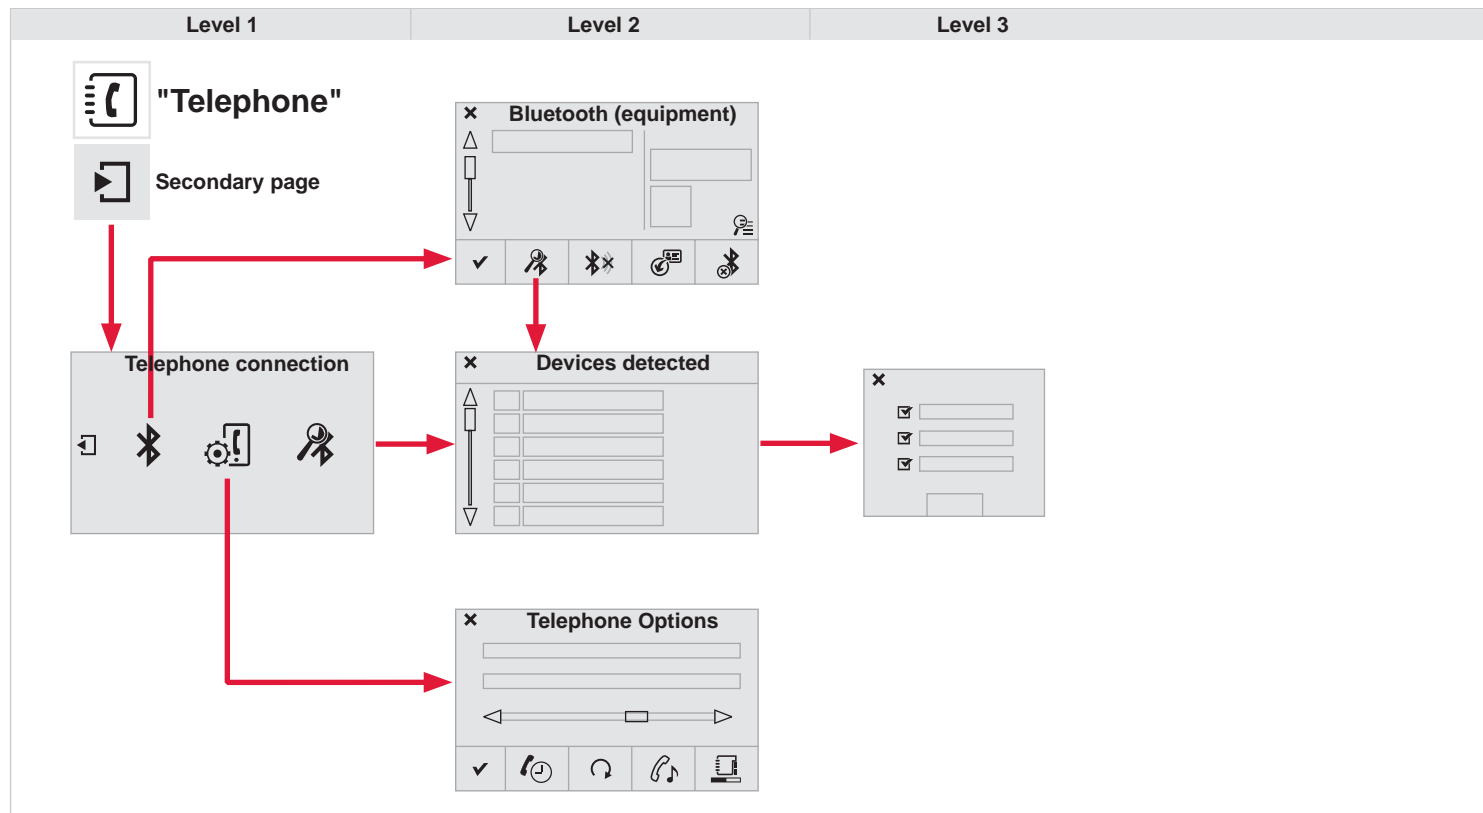 Level 1
Level 2
Level 3
"Telephone"
Secondary page
Bluetooth (equipment)
Telephone connection
Devices detected
Telephone Options